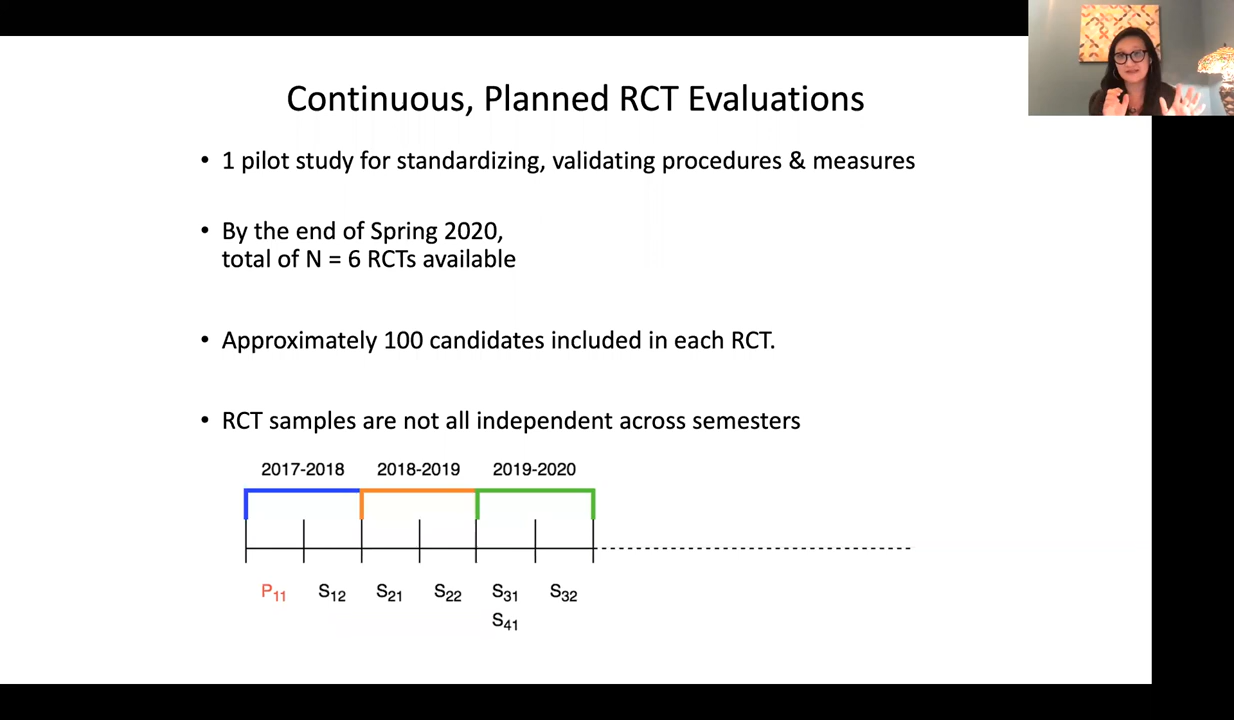 Continuous, Planned RCT Evaluations
• 1 pilot study for standardizing, validating procedures & measures
• By the end of Spring 2020,
total of N = 6 RCTs available
• Approximately 100 candidates included in each RCT.
• RCT samples are not all independent across semesters
2017-2018 2018-2019 2019-2020
P11 S12 S21 S22 S31 S32
S41